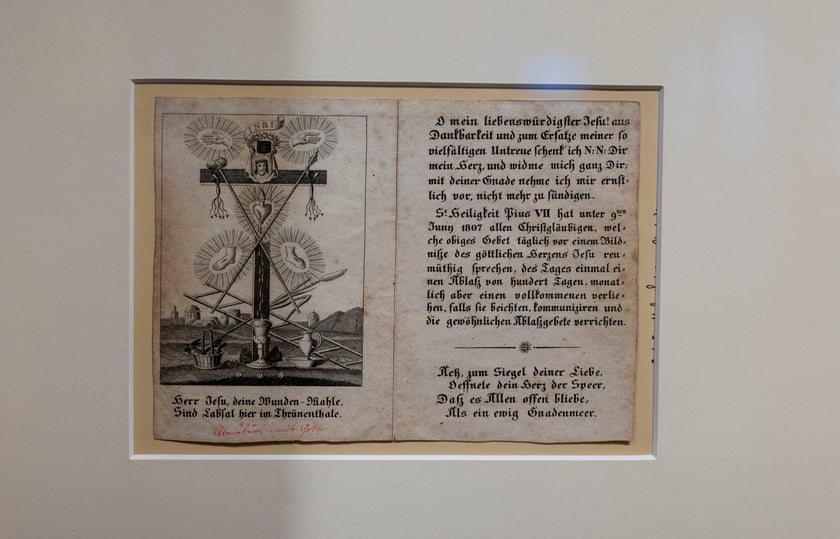 INRI
Herr Jesu, deine Wunden-Mahle,
Sind Labsal hier im Thränenthale.
O mein liebenswürdigster Jesu! aus
Dankbarkeit und zum Ersatze meiner so
vielfältigen Untreue schenk' ich N: N: Dir
mein Herz, und widme mich ganz Dir;
mit deiner Gnade nehme ich mir ernst-
lich vor, nicht mehr zu sündigen.
Sr Heiligkeit Pius VII hat unter 9ten
Juny 1807 allen Christgläubigen, wel-
che obiges Gebet täglich vor einem Bild-
niße des göttlichen Herzens Jesu reu-
müthig sprechen, des Tages einmal ei-
nen Ablaß von hundert Tagen, monat-
lich aber einen vollkommenen verlie-
hen, falls sie beichten, kommuniziren und
die gewöhnlichen Ablaßgebete verrichten.
Ach, zum Siegel deiner Liebe,
Oeffnete dein Herz der Speer,
Daß es Allen offen bliebe,
Als ein ewig Gnadenmeer.